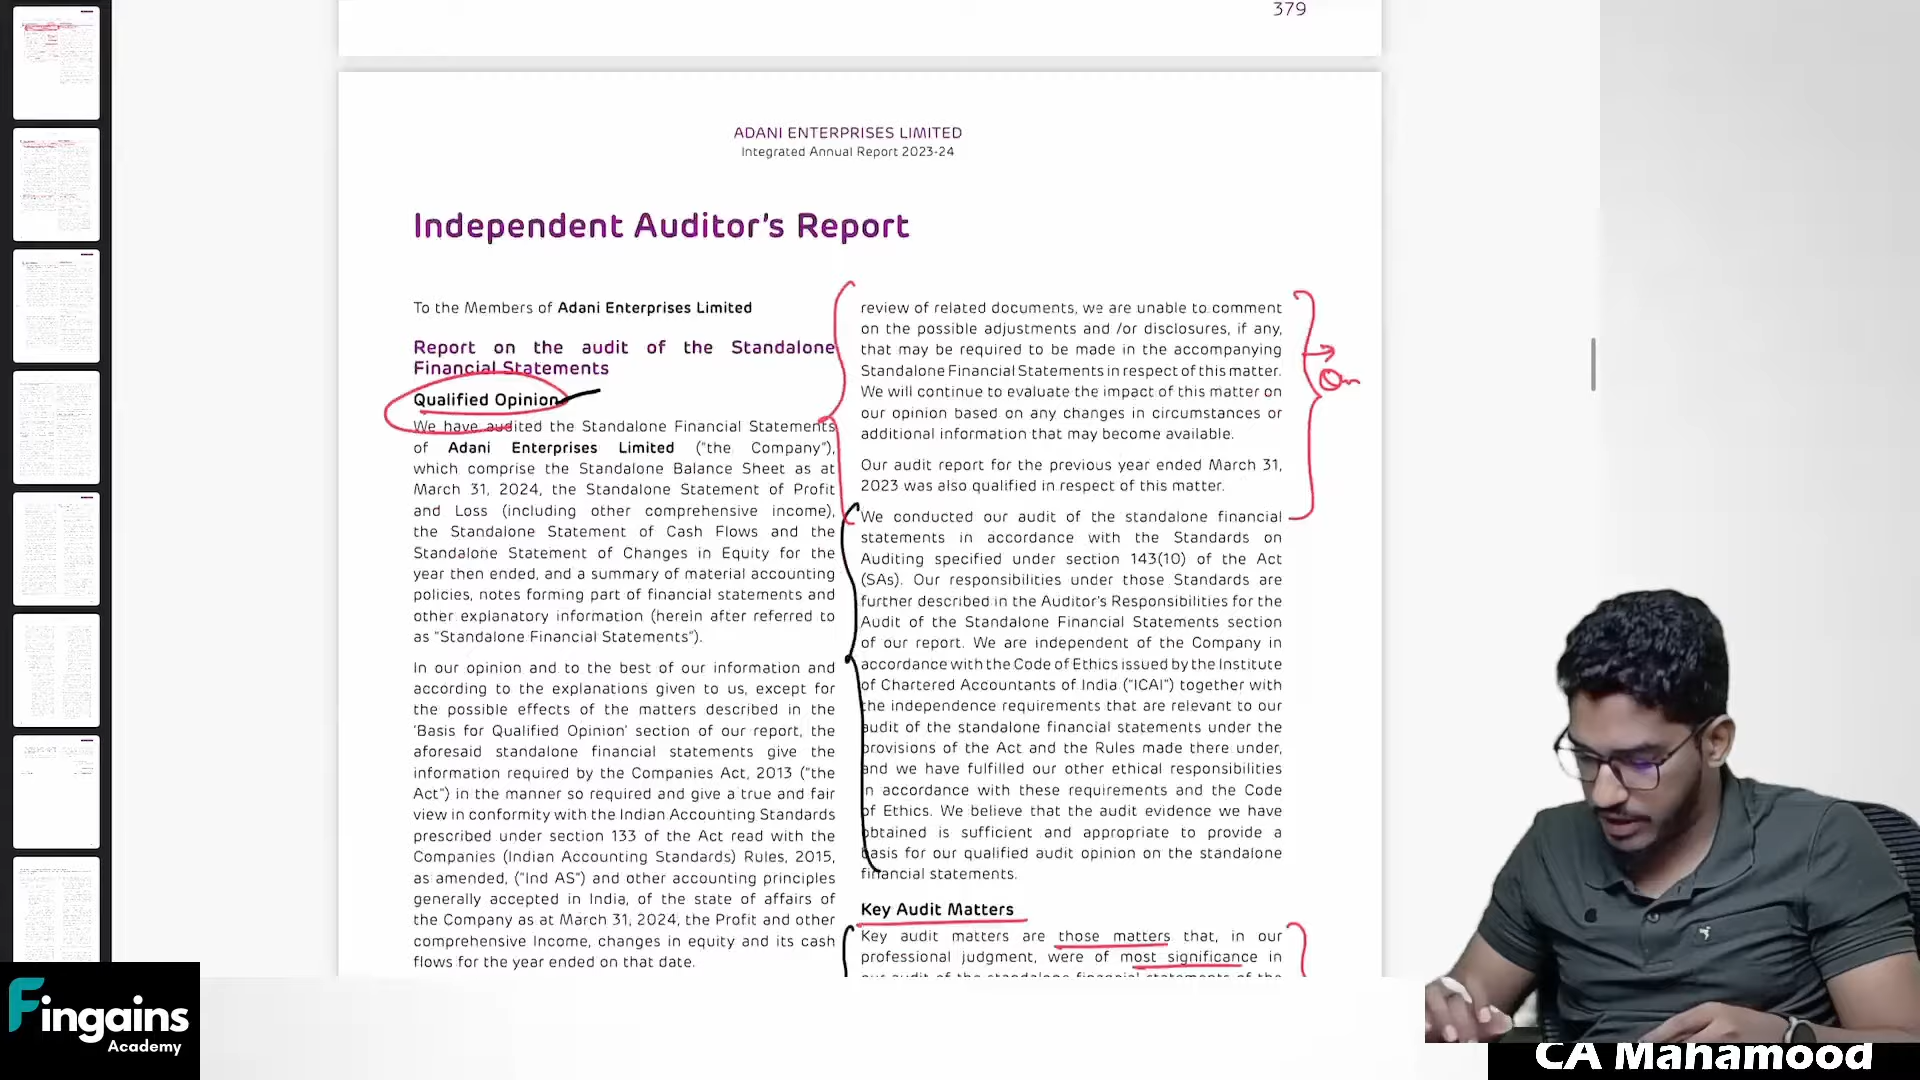 379
ADANI ENTERPRISES LIMITED
Integrated Annual Report 2023-24
Independent Auditor's Report
To the Members of Adani Enterprises Limited
Report on the audit of the Standalone
Financial Statements
Qualified Opinion
We have audited the Standalone Financial Statements
of Adani Enterprises Limited ("the Company"),
which comprise the Standalone Balance Sheet as at
March 31, 2024, the Standalone Statement of Profit
and Loss (including other comprehensive income),
the Standalone Statement of Cash Flows and the
Standalone Statement of Changes in Equity for the
year then ended, and a summary of material accounting
policies, notes forming part of financial statements and
other explanatory information (herein after referred to
as "Standalone Financial Statements").
In our opinion and to the best of our information and
according to the explanations given to us, except for
the possible effects of the matters described in the
'Basis for Qualified Opinion' section of our report, the
aforesaid standalone financial statements give the
information required by the Companies Act, 2013 ("the
Act") in the manner so required and give a true and fair
view in conformity with the Indian Accounting Standards
prescribed under section 133 of the Act read with the
Companies (Indian Accounting Standards) Rules, 2015,
as amended, ("Ind AS") and other accounting principles
generally accepted in India, of the state of affairs of
the Company as at March 31, 2024, the Profit and other
comprehensive Income, changes in equity and its cash
flows for the year ended on that date.
review of related documents, we are unable to comment
on the possible adjustments and /or disclosures, if any,
that may be required to be made in the accompanying
Standalone Financial Statements in respect of this matter.
We will continue to evaluate the impact of this matter on
our opinion based on any changes in circumstances or
additional information that may become available.
Our audit report for the previous year ended March 31,
2023 was also qualified in respect of this matter.
We conducted our audit of the standalone financial
statements in accordance with the Standards on
Auditing specified under section 143(10) of the Act
(SAs). Our responsibilities under those Standards are
further described in the Auditor's Responsibilities for the
Audit of the Standalone Financial Statements section
of our report. We are independent of the Company in
accordance with the Code of Ethics issued by the Institute
of Chartered Accountants of India ("ICAI") together with
the independence requirements that are relevant to our
audit of the standalone financial statements under the
provisions of the Act and the Rules made there under,
and we have fulfilled our other ethical responsibilities
in accordance with these requirements and the Code
of Ethics. We believe that the audit evidence we have
obtained is sufficient and appropriate to provide a
basis for our qualified audit opinion on the standalone
financial statements.
Key Audit Matters
Key audit matters are those matters that, in our
professional judgment, were of most significance in
our audit of the standalone financial statements of the
Fingains
Academy
CA Mahamood